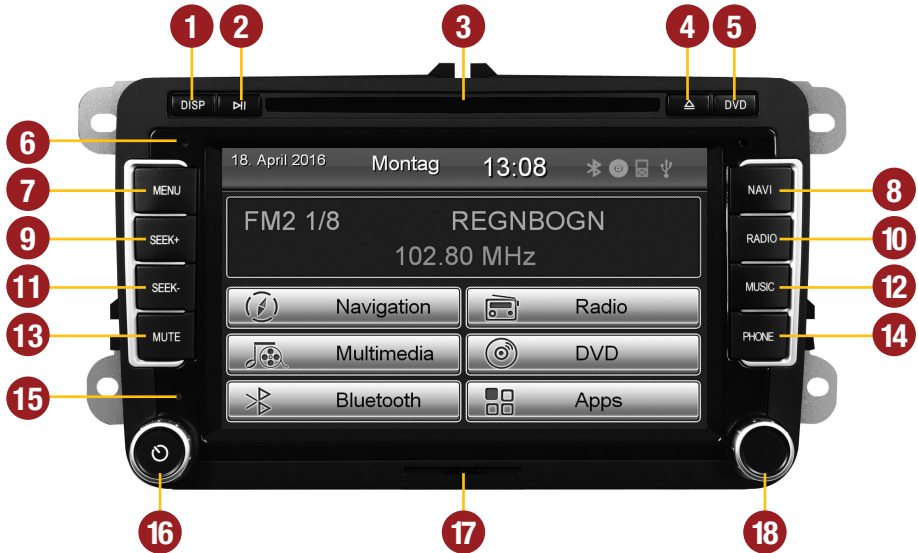 1 2 3 4 5
DISP DVD
6
18. April 2016 Montag 13:08
7 MENU NAVI 8
FM2 1/8 REGNBOGN
9 SEEK+ RADIO 10
102.80 MHz
11 SEEK- MUSIC 12
Navigation Radio
13 MUTE PHONE 14
Multimedia DVD
15
Bluetooth Apps
16 17 18